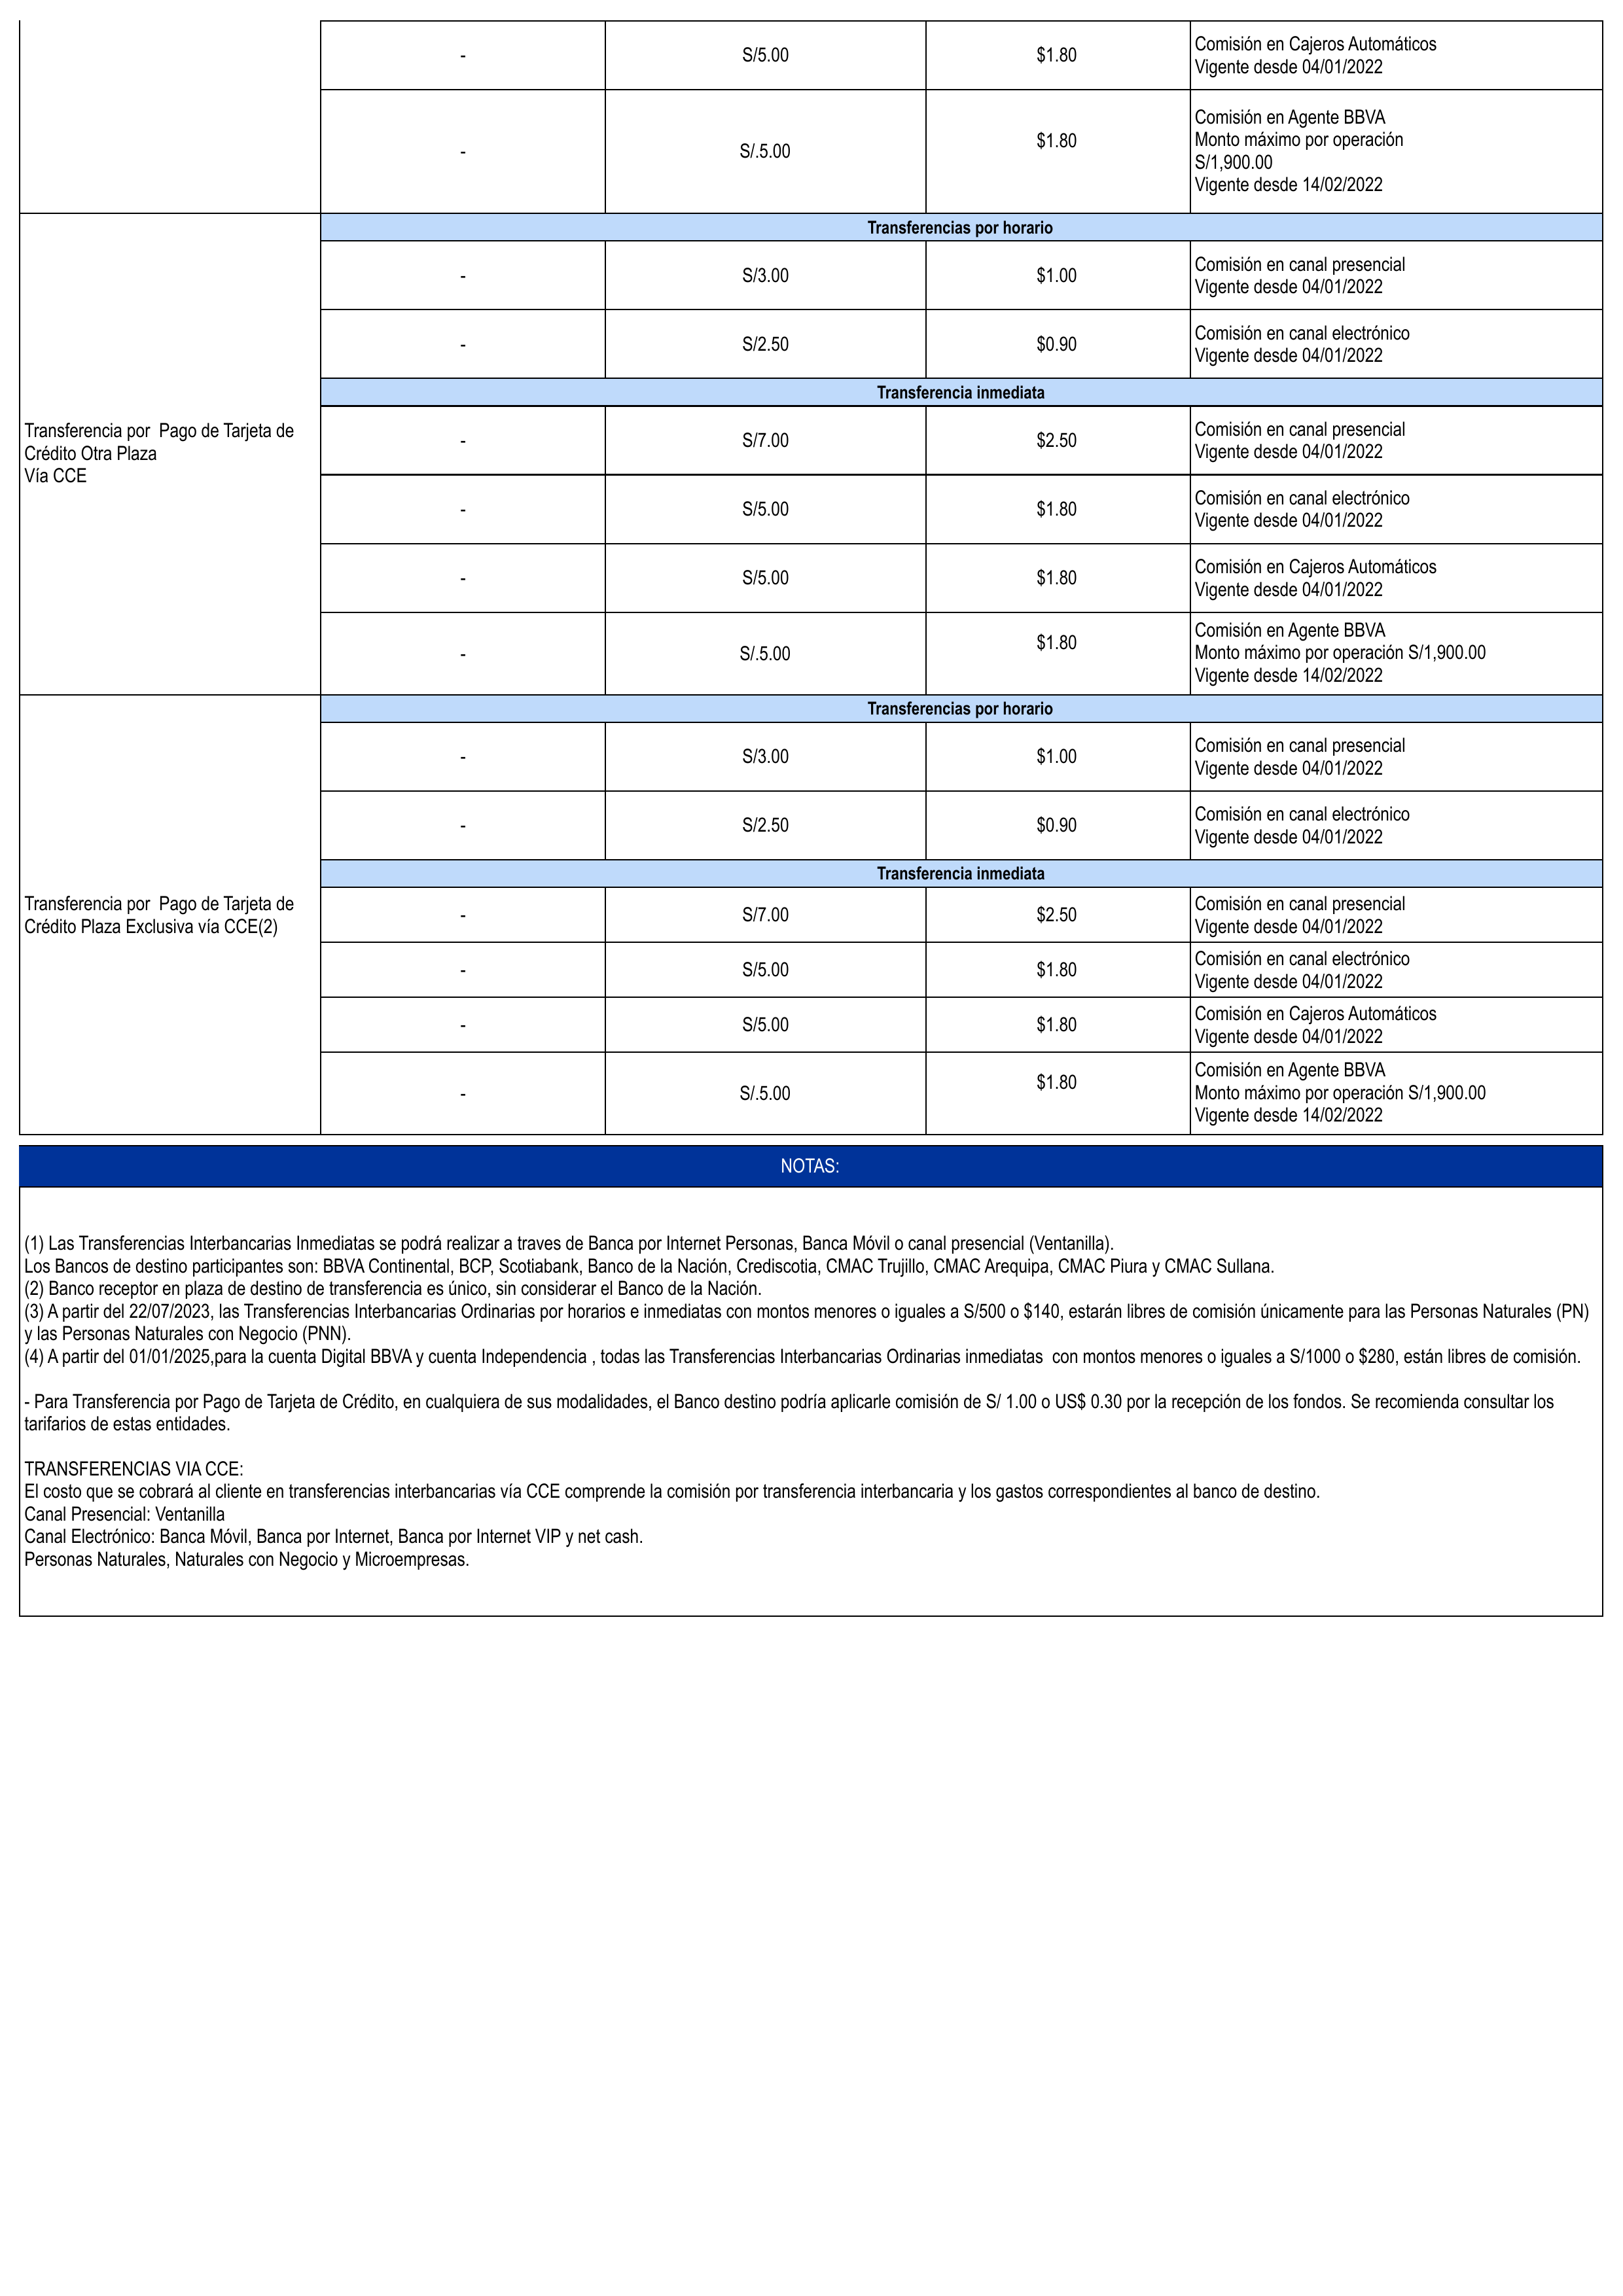 - S/5.00 $1.80 Comisión en Cajeros Automáticos
Vigente desde 04/01/2022
- S/.5.00 $1.80 Comisión en Agente BBVA
Monto máximo por operación
S/1,900.00
Vigente desde 14/02/2022
Transferencias por horario
- S/3.00 $1.00 Comisión en canal presencial
Vigente desde 04/01/2022
- S/2.50 $0.90 Comisión en canal electrónico
Vigente desde 04/01/2022
Transferencia inmediata
Transferencia por  Pago de Tarjeta de
Crédito Otra Plaza
Vía CCE
- S/7.00 $2.50 Comisión en canal presencial
Vigente desde 04/01/2022
- S/5.00 $1.80 Comisión en canal electrónico
Vigente desde 04/01/2022
- S/5.00 $1.80 Comisión en Cajeros Automáticos
Vigente desde 04/01/2022
- S/.5.00 $1.80 Comisión en Agente BBVA
Monto máximo por operación S/1,900.00
Vigente desde 14/02/2022
Transferencias por horario
- S/3.00 $1.00 Comisión en canal presencial
Vigente desde 04/01/2022
- S/2.50 $0.90 Comisión en canal electrónico
Vigente desde 04/01/2022
Transferencia inmediata
Transferencia por  Pago de Tarjeta de
Crédito Plaza Exclusiva vía CCE(2)
- S/7.00 $2.50 Comisión en canal presencial
Vigente desde 04/01/2022
- S/5.00 $1.80 Comisión en canal electrónico
Vigente desde 04/01/2022
- S/5.00 $1.80 Comisión en Cajeros Automáticos
Vigente desde 04/01/2022
- S/.5.00 $1.80 Comisión en Agente BBVA
Monto máximo por operación S/1,900.00
Vigente desde 14/02/2022
NOTAS:
(1) Las Transferencias Interbancarias Inmediatas se podrá realizar a traves de Banca por Internet Personas, Banca Móvil o canal presencial (Ventanilla).
Los Bancos de destino participantes son: BBVA Continental, BCP, Scotiabank, Banco de la Nación, Crediscotia, CMAC Trujillo, CMAC Arequipa, CMAC Piura y CMAC Sullana.
(2) Banco receptor en plaza de destino de transferencia es único, sin considerar el Banco de la Nación.
(3) A partir del 22/07/2023, las Transferencias Interbancarias Ordinarias por horarios e inmediatas con montos menores o iguales a S/500 o $140, estarán libres de comisión únicamente para las Personas Naturales (PN)
y las Personas Naturales con Negocio (PNN).
(4) A partir del 01/01/2025,para la cuenta Digital BBVA y cuenta Independencia , todas las Transferencias Interbancarias Ordinarias inmediatas  con montos menores o iguales a S/1000 o $280, están libres de comisión.
- Para Transferencia por Pago de Tarjeta de Crédito, en cualquiera de sus modalidades, el Banco destino podría aplicarle comisión de S/ 1.00 o US$ 0.30 por la recepción de los fondos. Se recomienda consultar los
tarifarios de estas entidades.
TRANSFERENCIAS VIA CCE:
El costo que se cobrará al cliente en transferencias interbancarias vía CCE comprende la comisión por transferencia interbancaria y los gastos correspondientes al banco de destino.
Canal Presencial: Ventanilla
Canal Electrónico: Banca Móvil, Banca por Internet, Banca por Internet VIP y net cash.
Personas Naturales, Naturales con Negocio y Microempresas.